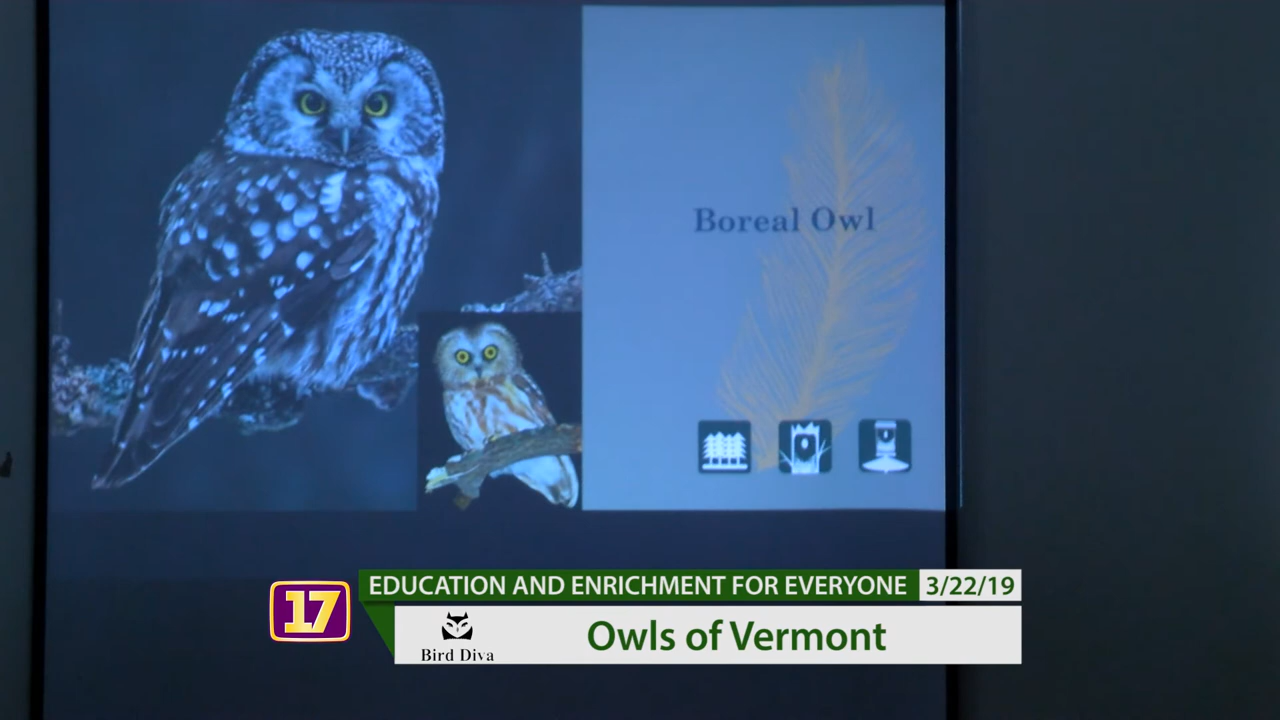 Boreal Owl
17
EDUCATION AND ENRICHMENT FOR EVERYONE 3/22/19
Bird Diva
Owls of Vermont